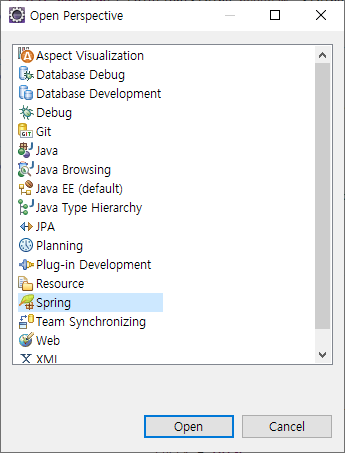 Open Perspective
Aspect Visualization
Database Debug
Database Development
Debug
Git
Java
Java Browsing
Java EE (default)
Java Type Hierarchy
JPA
Planning
Plug-in Development
Resource
Spring
Team Synchronizing
Web
XML
Open
Cancel